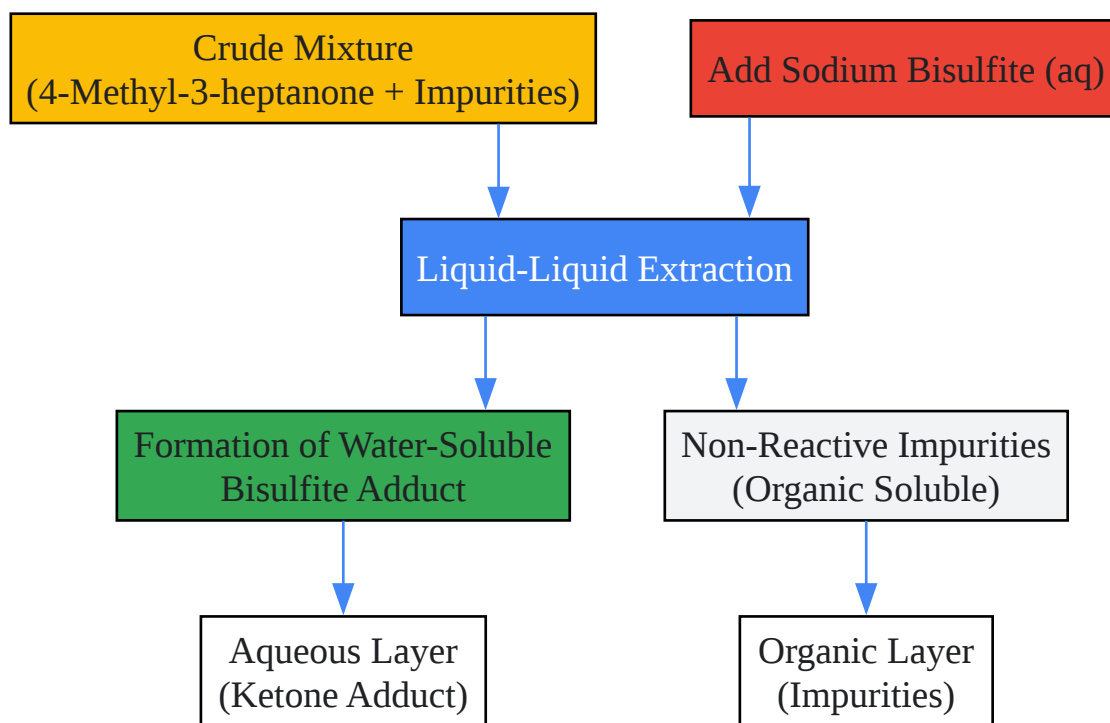 Crude Mixture
(4-Methyl-3-heptanone + Impurities)
Add Sodium Bisulfite (aq)
Liquid-Liquid Extraction
Formation of Water-Soluble
Bisulfite Adduct
Non-Reactive Impurities
(Organic Soluble)
Aqueous Layer
(Ketone Adduct)
Organic Layer
(Impurities)